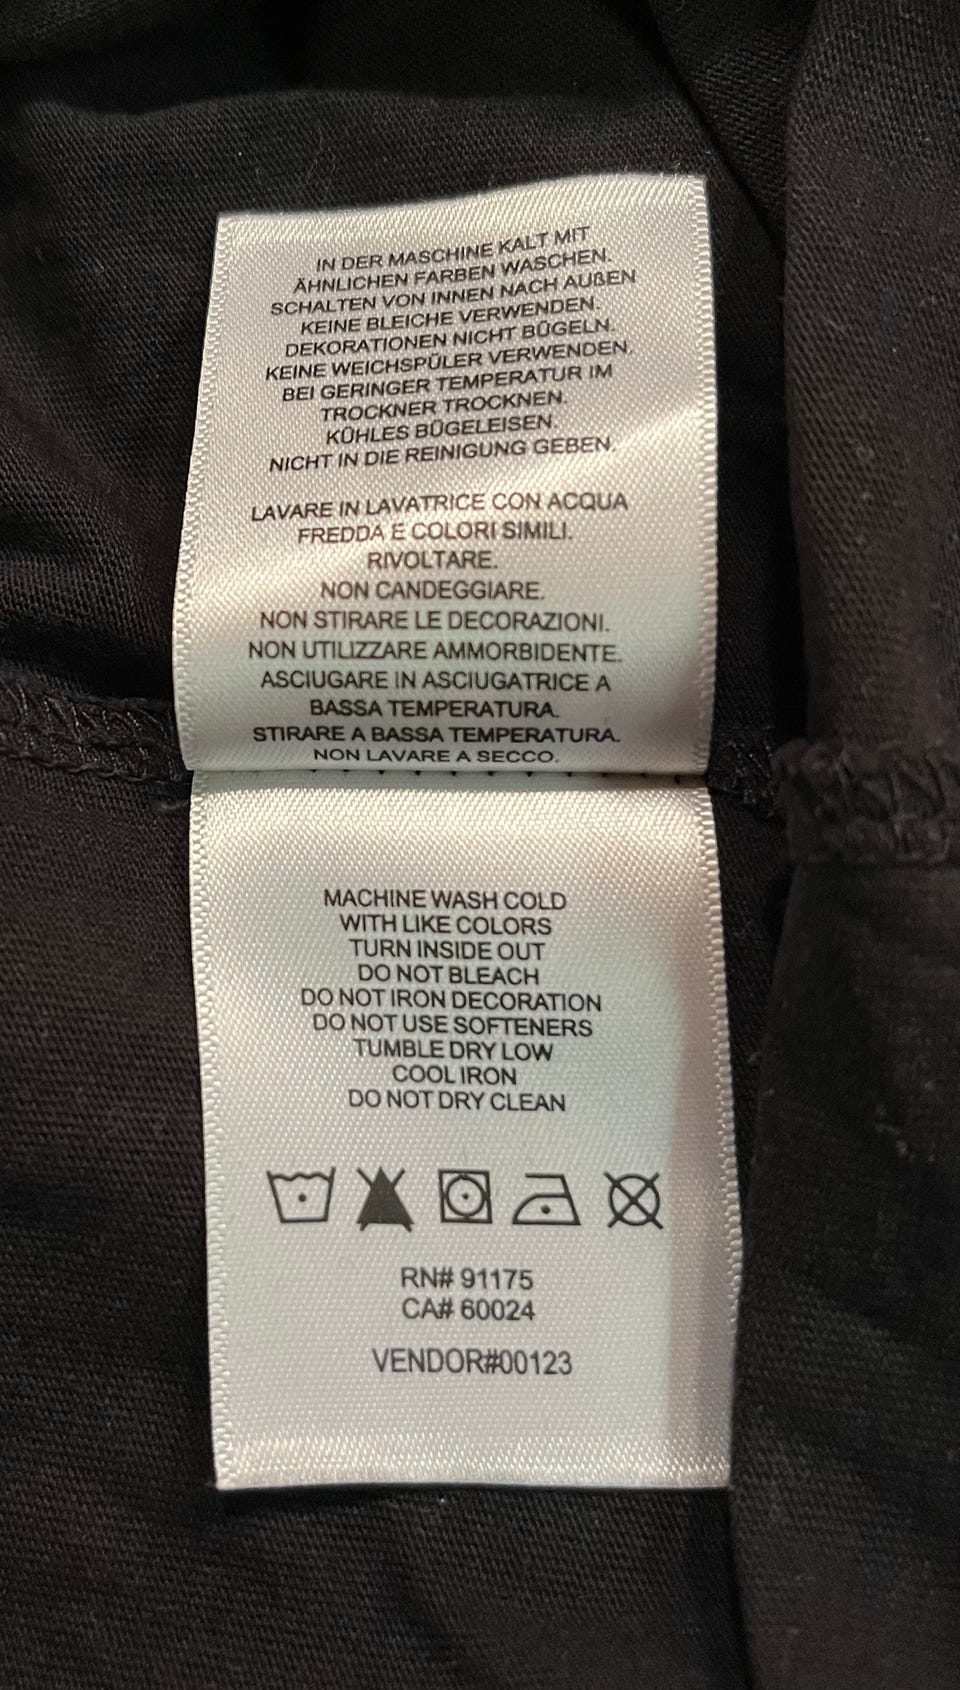 IN DER MASCHINE KALT MIT
ÄHNLICHEN FARBEN WASCHEN.
SCHALTEN VON INNEN NACH AUßEN
KEINE BLEICHE VERWENDEN.
DEKORATIONEN NICHT BÜGELN.
KEINE WEICHSPÜLER VERWENDEN.
BEI GERINGER TEMPERATUR IM
TROCKNER TROCKNEN.
KÜHLES BÜGELEISEN.
NICHT IN DIE REINIGUNG GEBEN.
LAVARE IN LAVATRICE CON ACQUA
FREDDA E COLORI SIMILI.
RIVOLTARE.
NON CANDEGGIARE.
NON STIRARE LE DECORAZIONI.
NON UTILIZZARE AMMORBIDENTE.
ASCIUGARE IN ASCIUGATRICE A
BASSA TEMPERATURA.
STIRARE A BASSA TEMPERATURA.
NON LAVARE A SECCO.
MACHINE WASH COLD
WITH LIKE COLORS
TURN INSIDE OUT
DO NOT BLEACH
DO NOT IRON DECORATION
DO NOT USE SOFTENERS
TUMBLE DRY LOW
COOL IRON
DO NOT DRY CLEAN
RN# 91175
CA# 60024
VENDOR#00123